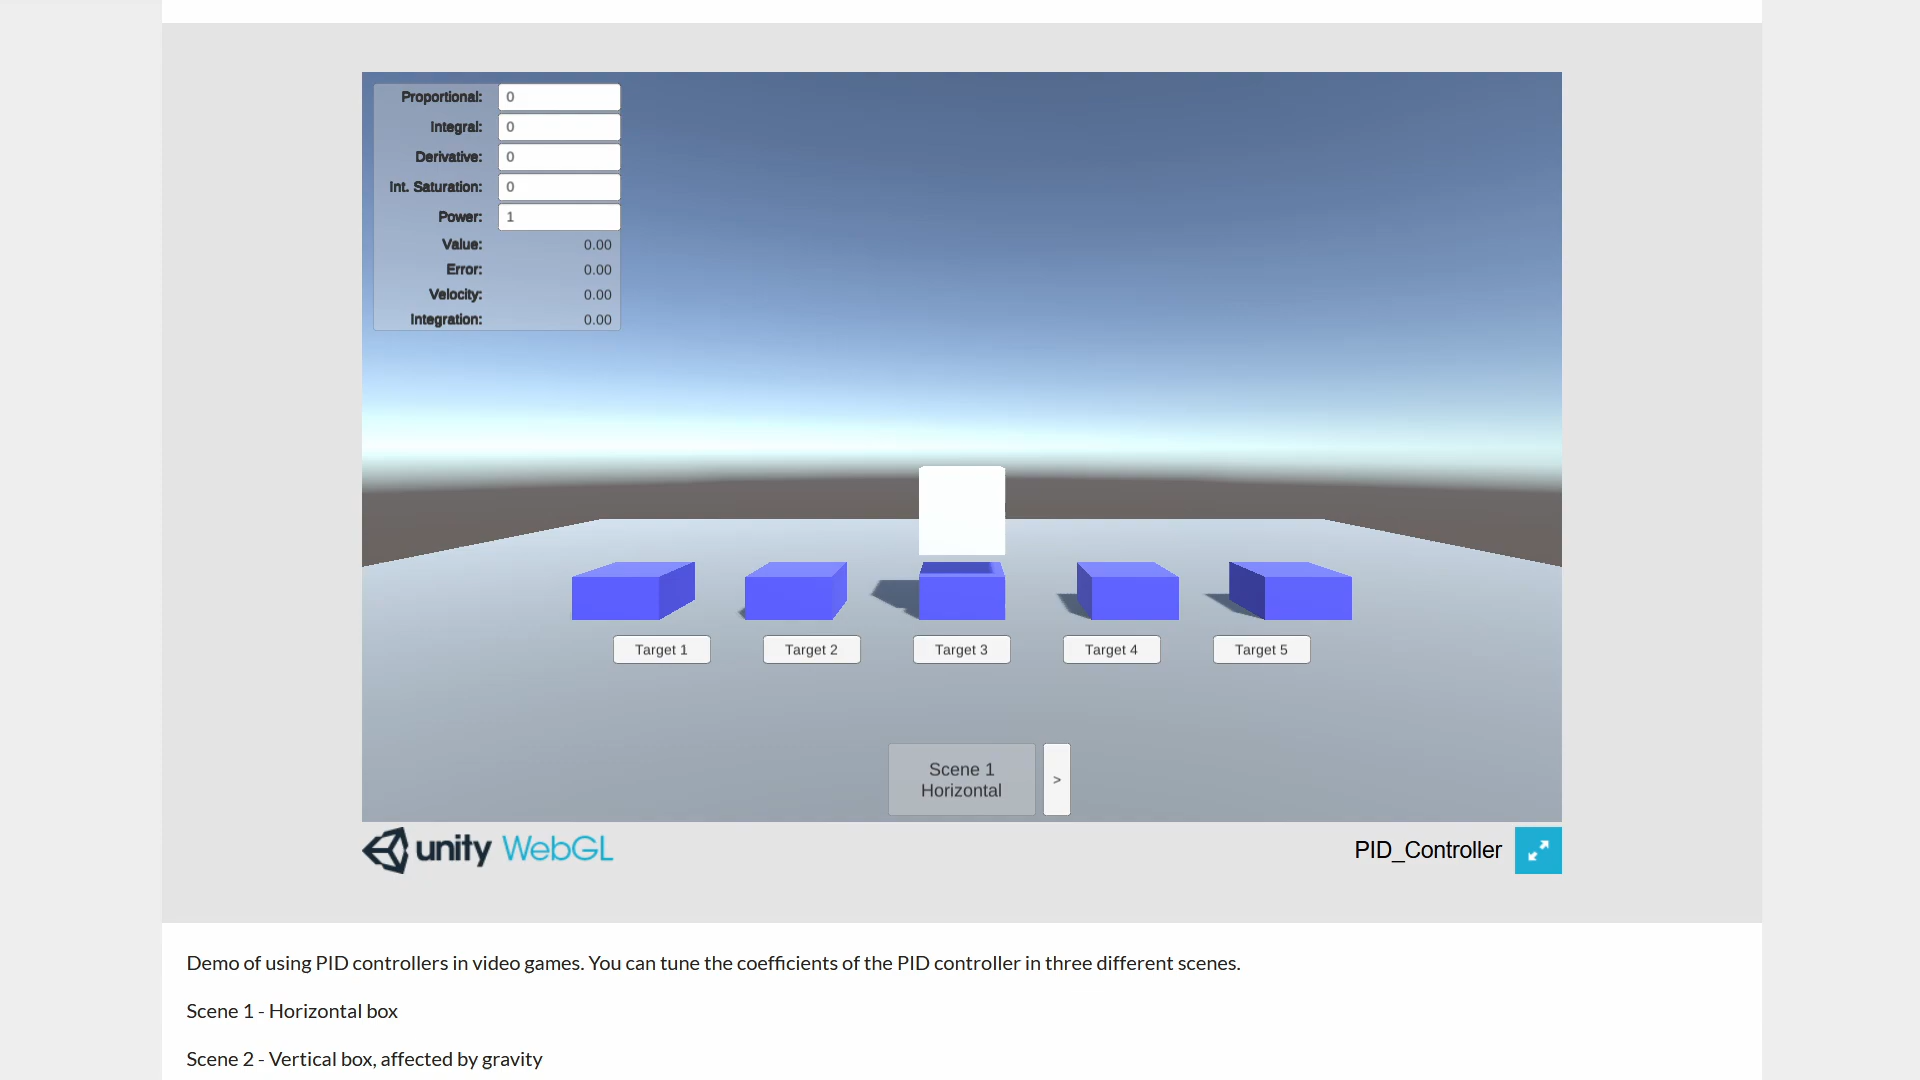 Proportional: 0
Integral: 0
Derivative: 0
Int. Saturation: 0
Power: 1
Value: 0.00
Error: 0.00
Velocity: 0.00
Integration: 0.00
Target 1 Target 2 Target 3 Target 4 Target 5
Scene 1
Horizontal
>
unity WebGL
PID_Controller
Demo of using PID controllers in video games. You can tune the coefficients of the PID controller in three different scenes.
Scene 1 - Horizontal box
Scene 2 - Vertical box, affected by gravity